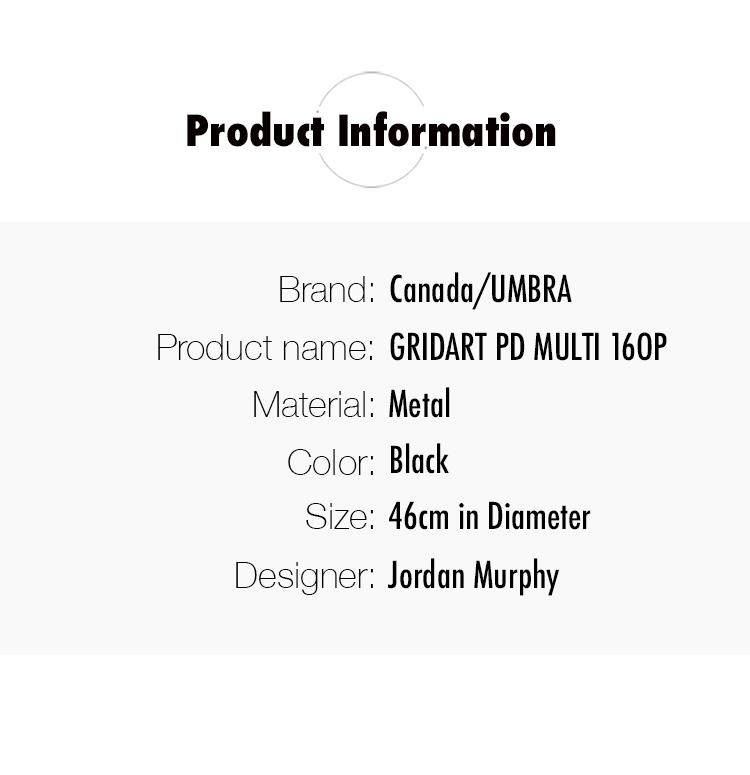 Product Information
Brand: Canada/UMBRA
Product name: GRIDART PD MULTI 16OP
Material: Metal
Color: Black
Size: 46cm in Diameter
Designer: Jordan Murphy